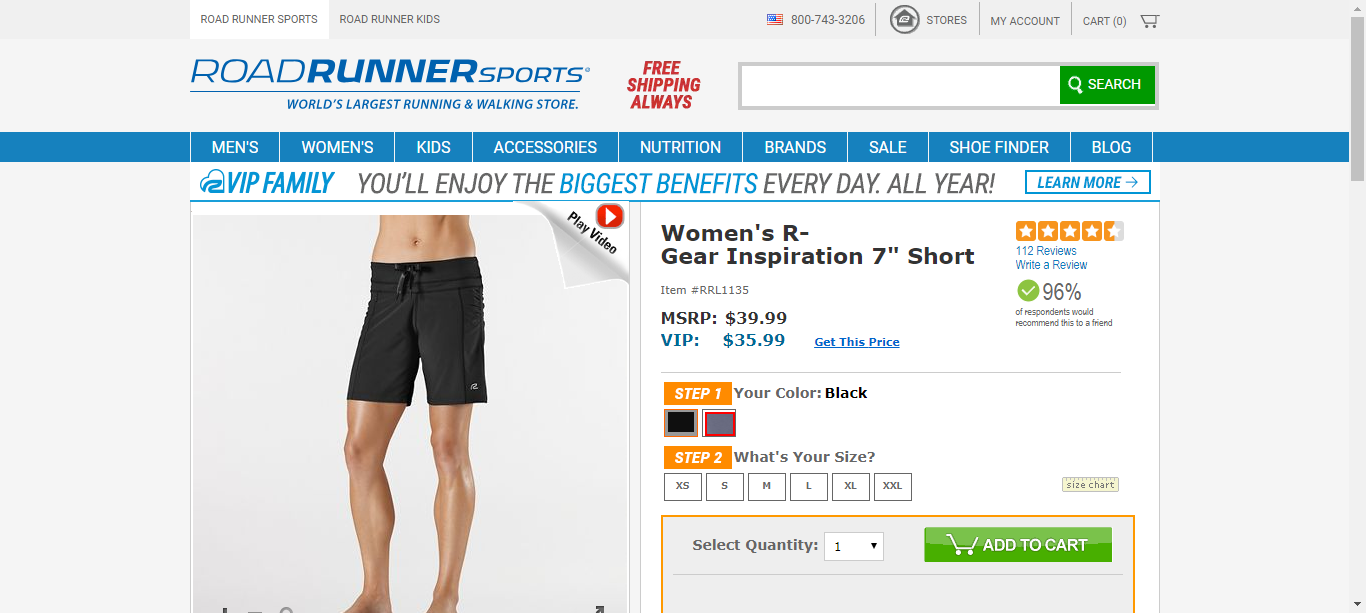 ROAD RUNNER SPORTS
ROAD RUNNER KIDS
800-743-3206
STORES
MY ACCOUNT
CART (0)
ROADRUNNERSPORTS®
WORLD'S LARGEST RUNNING & WALKING STORE.
FREE
SHIPPING
ALWAYS
SEARCH
MEN'S
WOMEN'S
KIDS
ACCESSORIES
NUTRITION
BRANDS
SALE
SHOE FINDER
BLOG
VIP FAMILY
YOU'LL ENJOY THE BIGGEST BENEFITS EVERY DAY. ALL YEAR!
LEARN MORE
Play Video
Women's R-
Gear Inspiration 7" Short
112 Reviews
Write a Review
96%
of respondents would
recommend this to a friend
Item #RRL1135
MSRP: $39.99
VIP: $35.99 Get This Price
STEP 1 Your Color: Black
STEP 2 What's Your Size?
XS S M L XL XXL
size chart
Select Quantity: 1
ADD TO CART